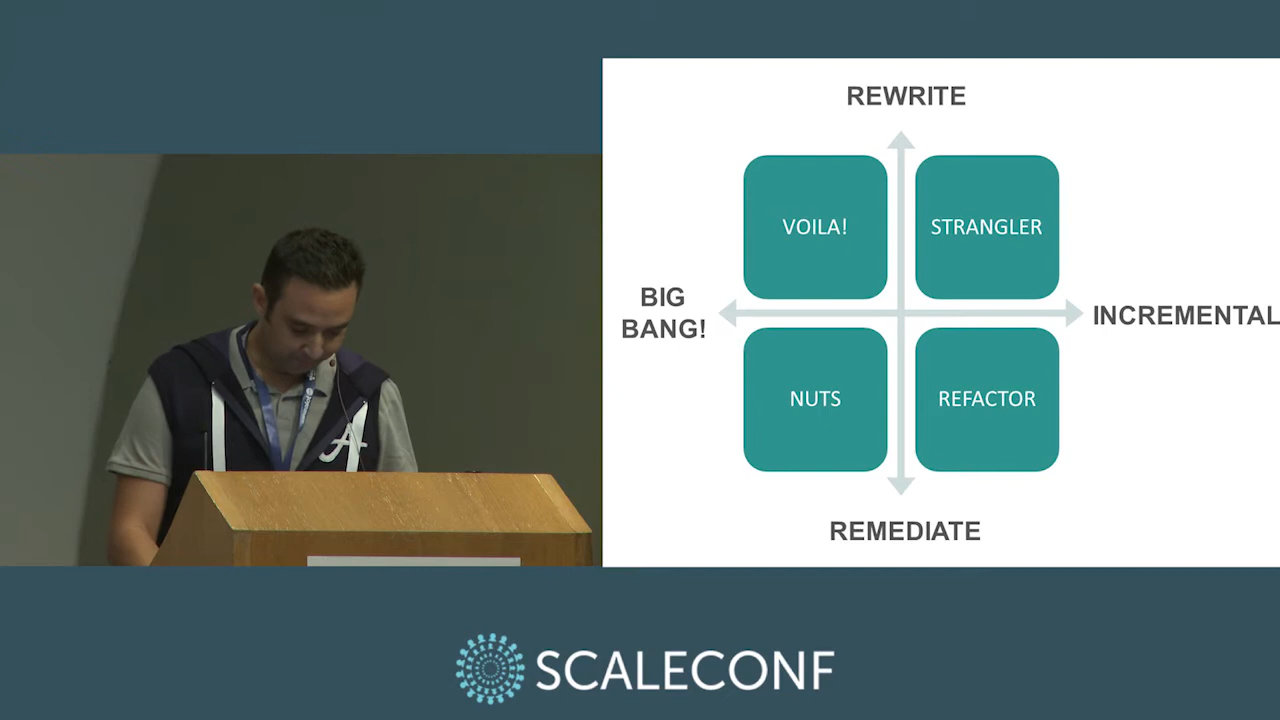 REWRITE
VOILA!
STRANGLER
BIG
BANG!
INCREMENTAL
NUTS
REFACTOR
REMEDIATE
A
SCALECONF